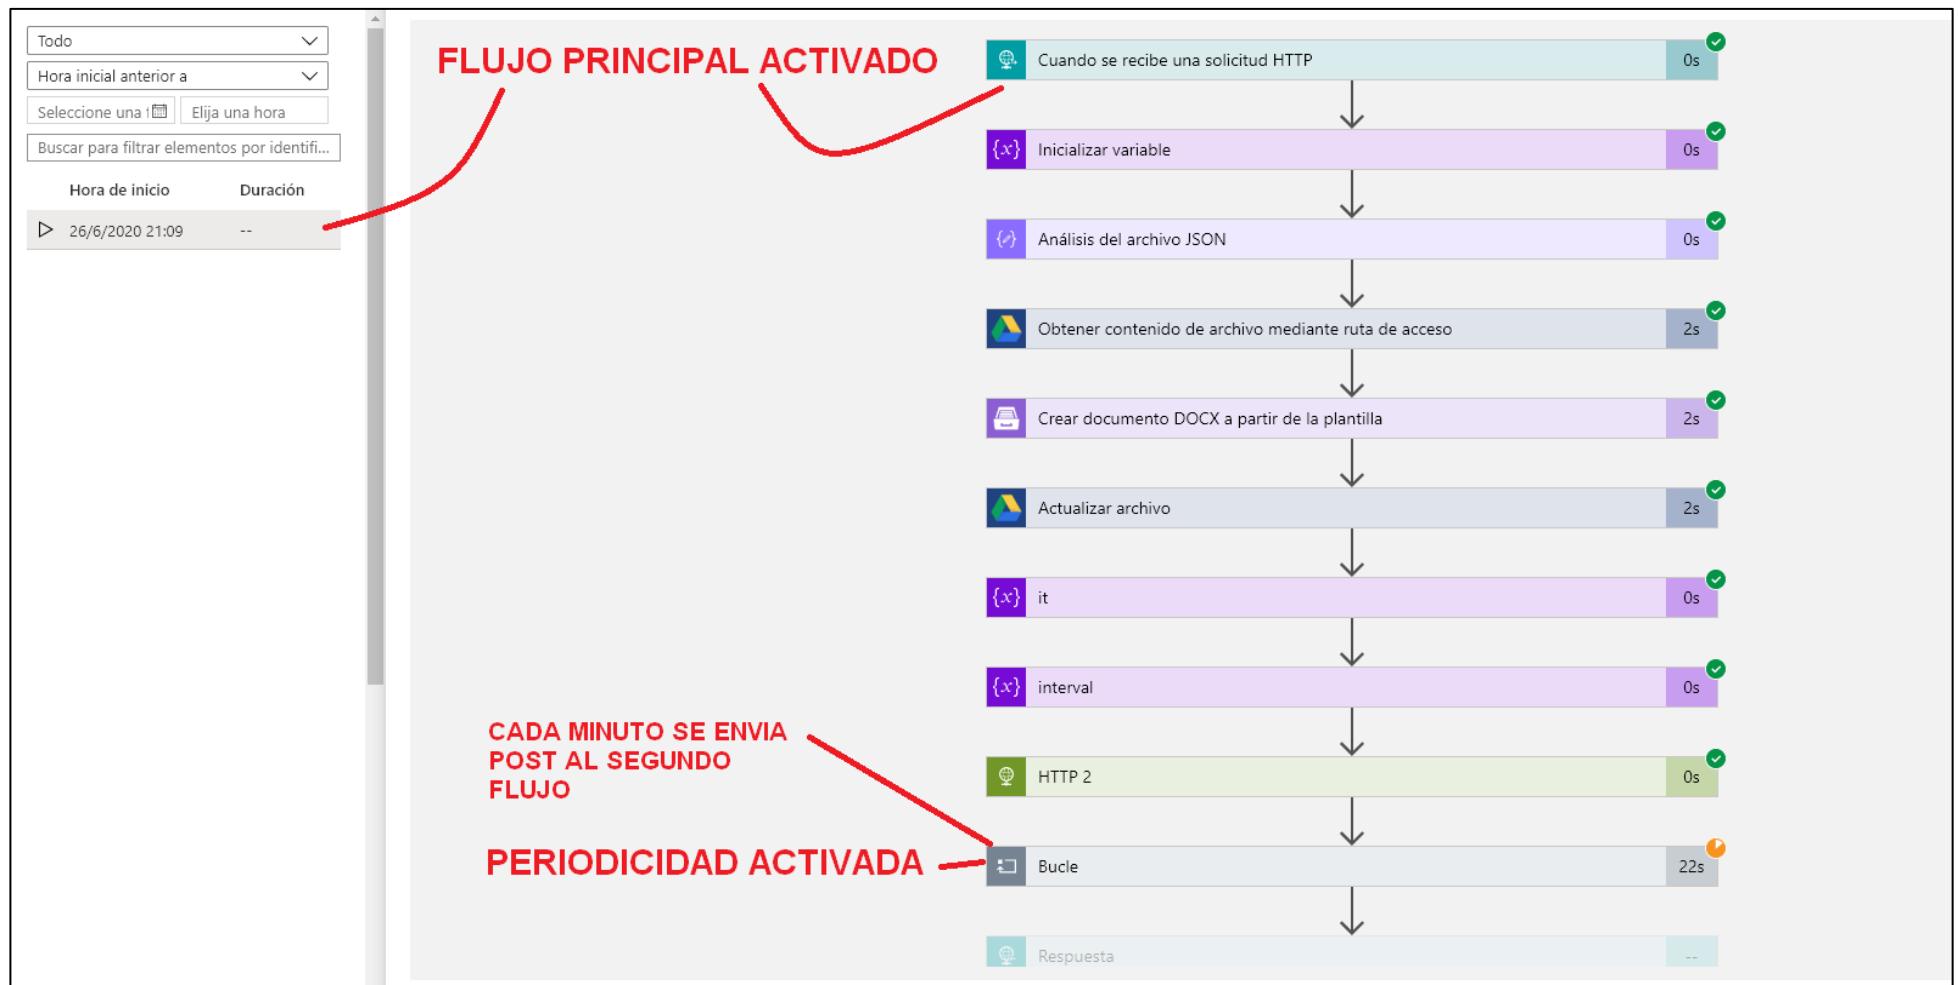 Todo
Hora inicial anterior a
Seleccione una f
Elija una hora
Buscar para filtrar elementos por identifi...
Hora de inicio
Duración
26/6/2020 21:09
--
FLUJO PRINCIPAL ACTIVADO
Cuando se recibe una solicitud HTTP
0s
{x}
Inicializar variable
0s
Análisis del archivo JSON
0s
Obtener contenido de archivo mediante ruta de acceso
2s
Crear documento DOCX a partir de la plantilla
2s
Actualizar archivo
2s
{x}
it
0s
{x}
interval
0s
CADA MINUTO SE ENVIA
POST AL SEGUNDO
FLUJO
HTTP 2
0s
PERIODICIDAD ACTIVADA
Bucle
22s
Respuesta
--